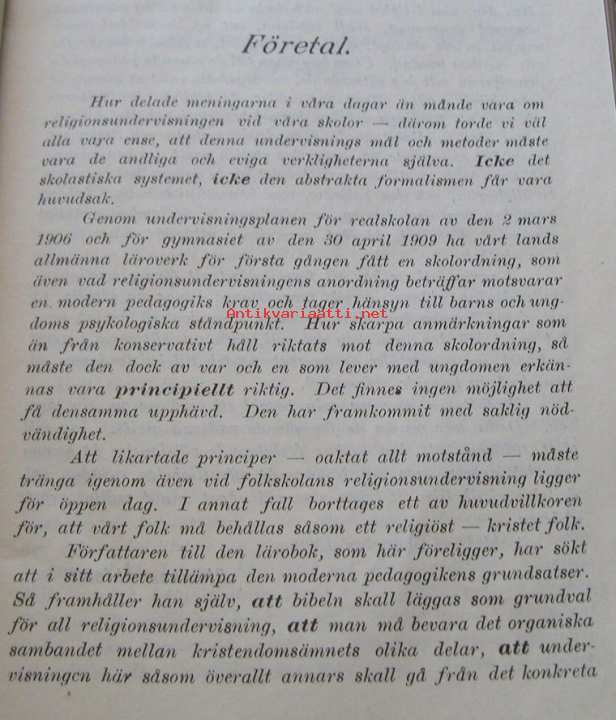 Företal.
Hur delade meningarna i våra dagar än månde vara om
religionsundervisningen vid våra skolor — därom torde vi väl
alla vara ense, att denna undervisnings mål och metoder måste
vara de andliga och eviga verkligheterna själva. Icke det
skolastiska systemet, icke den abstrakta formalismen får vara
huvudsak.
Genom undervisningsplanen för realskolan av den 2 mars
1906 och för gymnasiet av den 30 april 1909 ha vårt lands
allmänna läroverk för första gången fått en skolordning, som
även vad religionsundervisningens anordning beträffar motsvarar
en modern pedagogiks krav och tager hänsyn till barns och ung-
Antikvariaatti.net
doms psykologiska ståndpunkt. Hur skarpa anmärkningar som
än från konservativt håll riktats mot denna skolordning, så
måste den dock av var och en som lever med ungdomen erkän-
nas vara principiellt riktig. Det finnes ingen möjlighet att
få densamma upphävd. Den har framkommit med saklig nöd-
vändighet.
Att likartade principer — oaktat allt motstånd — måste
tränga igenom även vid folkskolans religionsundervisning ligger
för öppen dag. I annat fall borttages ett av huvudvillkoren
för, att vårt folk må behållas såsom ett religiöst — kristet folk.
Författaren till den lärobok, som här föreligger, har sökt
att i sitt arbete tillämpa den moderna pedagogikens grundsatser.
Så framhåller han själv, att bibeln skall läggas som grundval
för all religionsundervisning, att man må bevara det organiska
sambandet mellan kristendomsämnets olika delar, att under-
visningen här såsom överallt annars skall gå från det konkreta